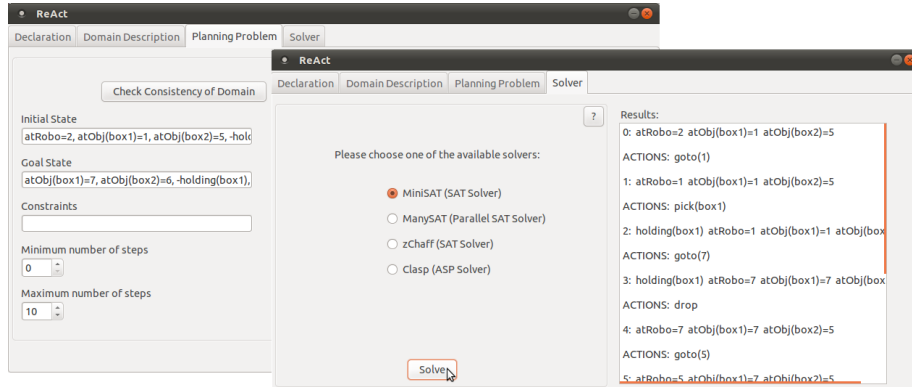 ReAct
Declaration Domain Description Planning Problem Solver
Check Consistency of Domain
Initial State
atRobo=2, atObj(box1)=1, atObj(box2)=5, -hold
Goal State
atObj(box1)=7, atObj(box2)=6, -holding(box1),
Constraints
Minimum number of steps
0
Maximum number of steps
10
ReAct
Declaration Domain Description Planning Problem Solver
?
Please choose one of the available solvers:
MiniSAT (SAT Solver)
ManySAT (Parallel SAT Solver)
zChaff (SAT Solver)
Clasp (ASP Solver)
Solve
Results:
0: atRobo=2 atObj(box1)=1 atObj(box2)=5
ACTIONS: goto(1)
1: atRobo=1 atObj(box1)=1 atObj(box2)=5
ACTIONS: pick(box1)
2: holding(box1) atRobo=1 atObj(box1)=1 atObj(box
ACTIONS: goto(7)
3: holding(box1) atRobo=7 atObj(box1)=7 atObj(box
ACTIONS: drop
4: atRobo=7 atObj(box1)=7 atObj(box2)=5
ACTIONS: goto(5)
5: atRobo=5 atObj(box1)=7 atObj(box2)=5